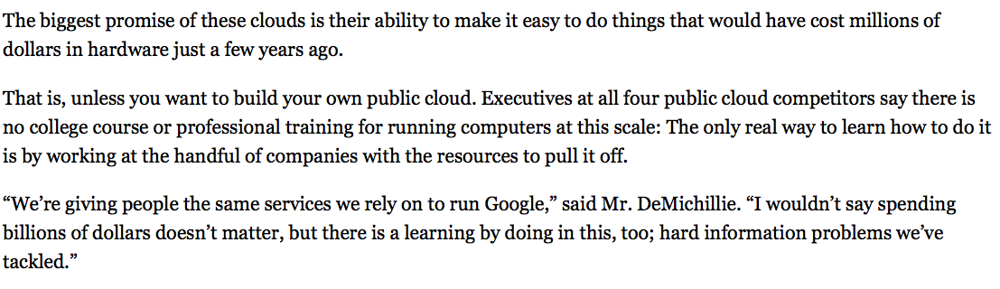 The biggest promise of these clouds is their ability to make it easy to do things that would have cost millions of
dollars in hardware just a few years ago.
That is, unless you want to build your own public cloud. Executives at all four public cloud competitors say there is
no college course or professional training for running computers at this scale: The only real way to learn how to do it
is by working at the handful of companies with the resources to pull it off.
“We’re giving people the same services we rely on to run Google,” said Mr. DeMichillie. “I wouldn’t say spending
billions of dollars doesn’t matter, but there is a learning by doing in this, too; hard information problems we’ve
tackled.”